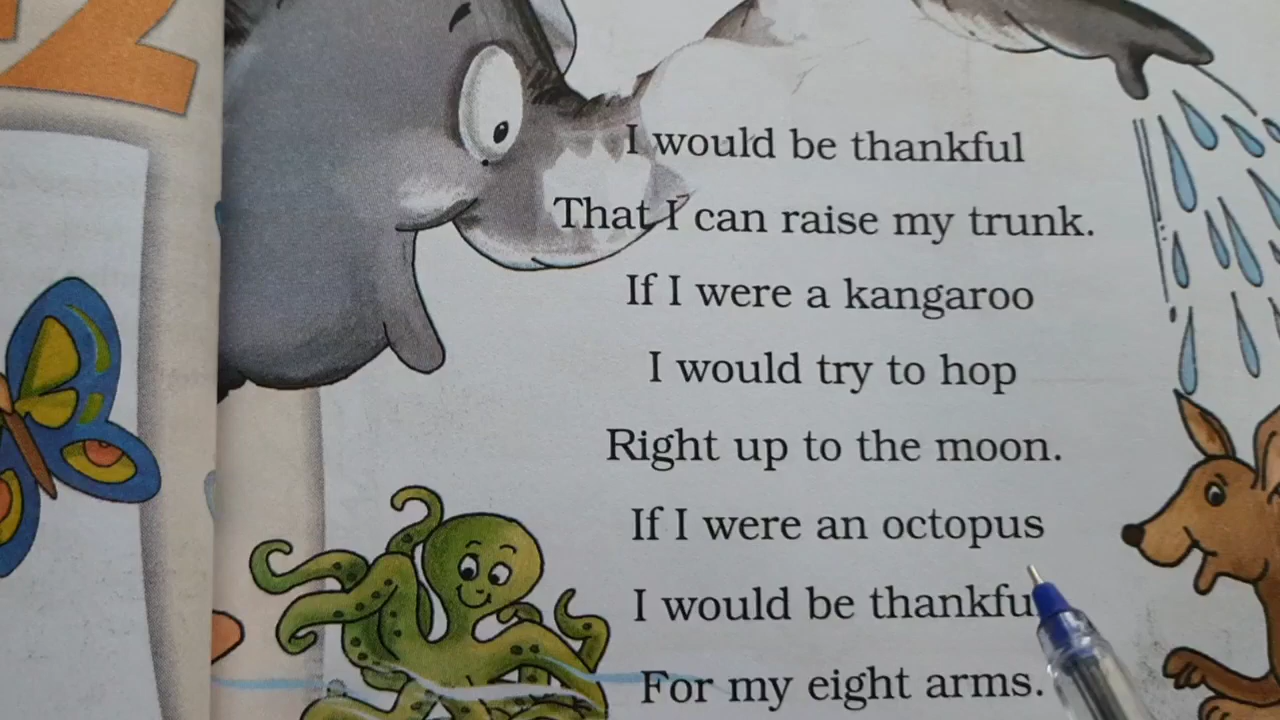 2
I would be thankful
That I can raise my trunk.
If I were a kangaroo
I would try to hop
Right up to the moon.
If I were an octopus
I would be thankfu
For my eight arms.